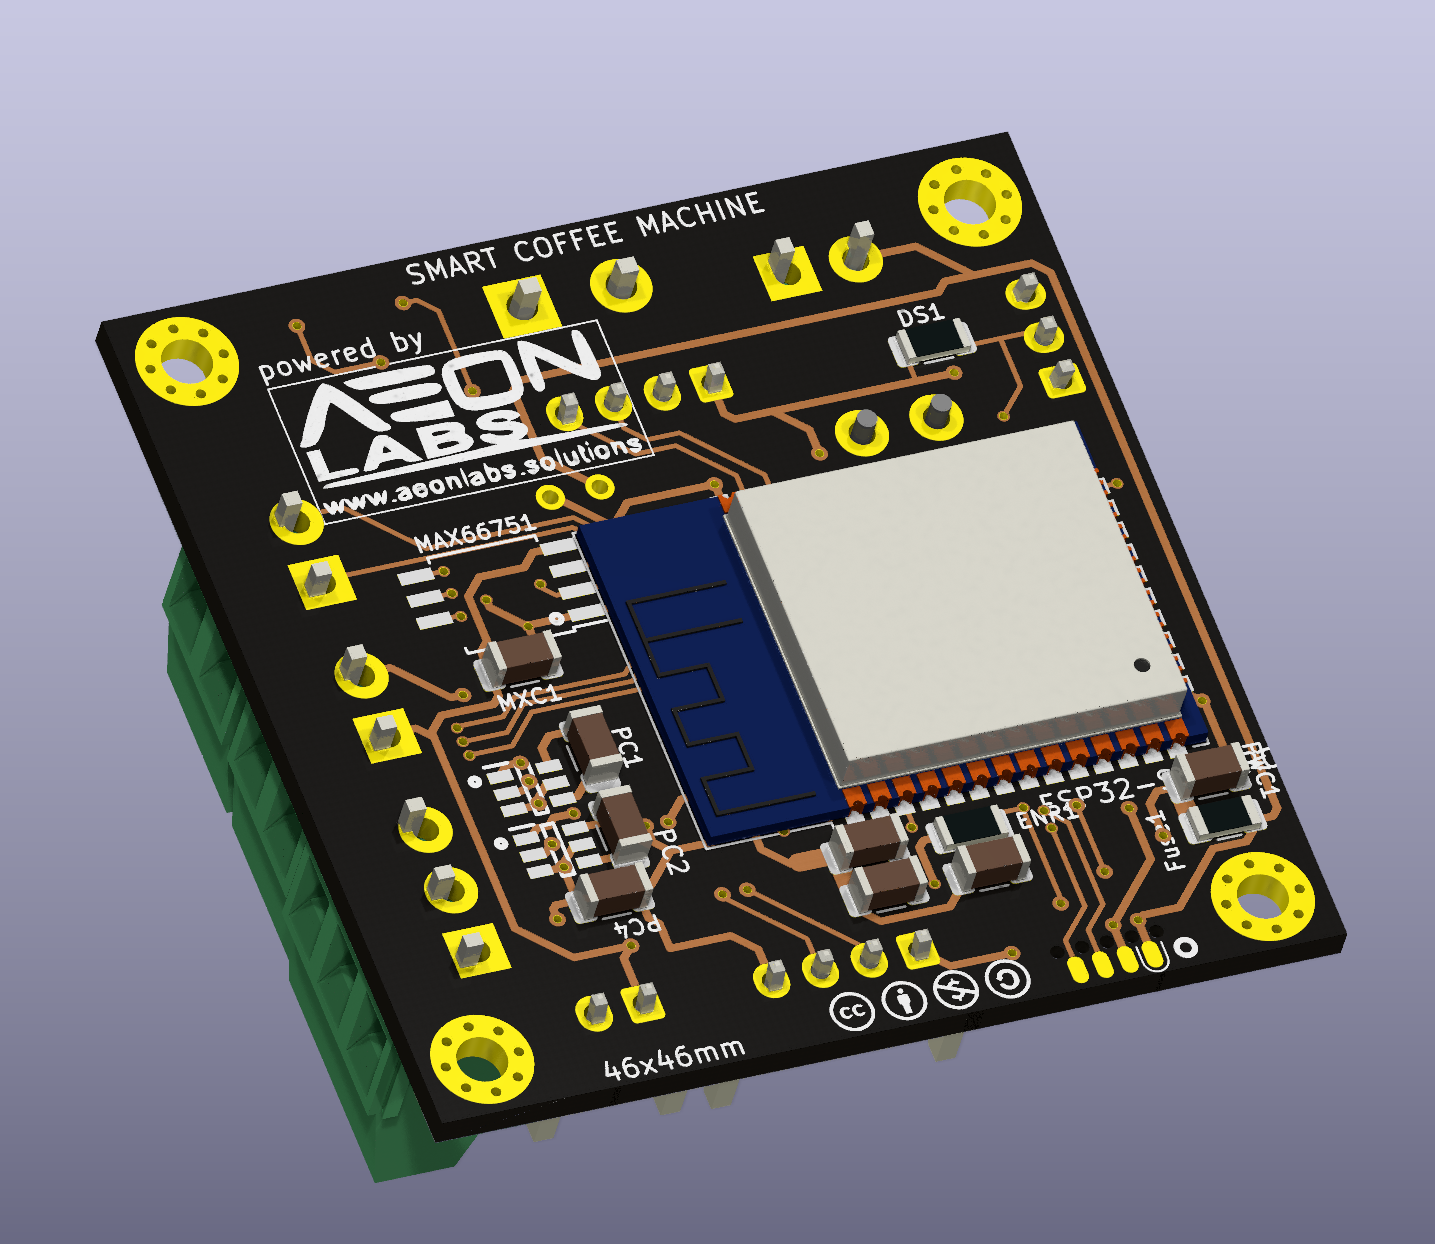 SMART COFFEE MACHINE
powered by
AEON
LABS
www.aeonlabs.solutions
DS1
MAX66751
MXC1
PC1
PC2
PC4
ENR1
ESP32-S
Fus1
46x46mm
cc